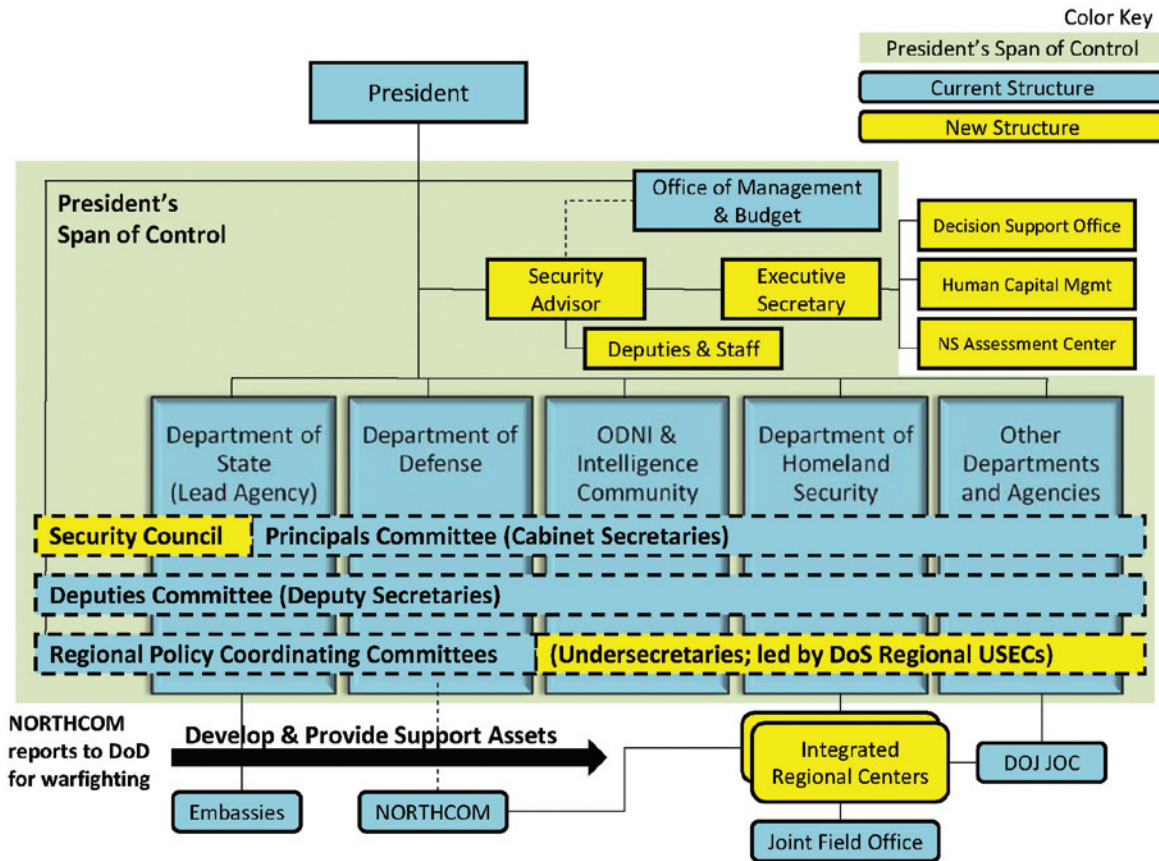 Color Key
President's Span of Control
Current Structure
New Structure
President
President's
Span of Control
Office of Management
& Budget
Security
Advisor
Executive
Secretary
Deputies & Staff
Decision Support Office
Human Capital Mgmt
NS Assessment Center
Department of
State
(Lead Agency)
Department of
Defense
ODNI &
Intelligence
Community
Department of
Homeland
Security
Other
Departments
and Agencies
Security Council
Principals Committee (Cabinet Secretaries)
Deputies Committee (Deputy Secretaries)
Regional Policy Coordinating Committees
(Undersecretaries; led by DoS Regional USECs)
NORTHCOM
reports to DoD
for warfighting
Develop & Provide Support Assets
Embassies
NORTHCOM
Integrated
Regional Centers
DOJ JOC
Joint Field Office